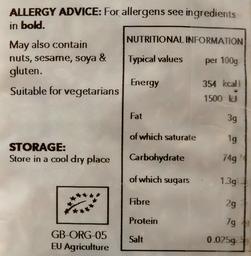 ALLERGY ADVICE: For allergens see ingredients
in bold.
May also contain
nuts, sesame, soya &
gluten.
Suitable for vegetarians
STORAGE:
Store in a cool dry place
GB-ORG-05
EU Agriculture
NUTRITIONAL INFORMATION
Typical values per 100g
Energy 354 kcal
1500 kJ
Fat 3g
of which saturate 1g
Carbohydrate 74g
of which sugars 1.3g
Fibre 2g
Protein 7g
Salt 0.025g